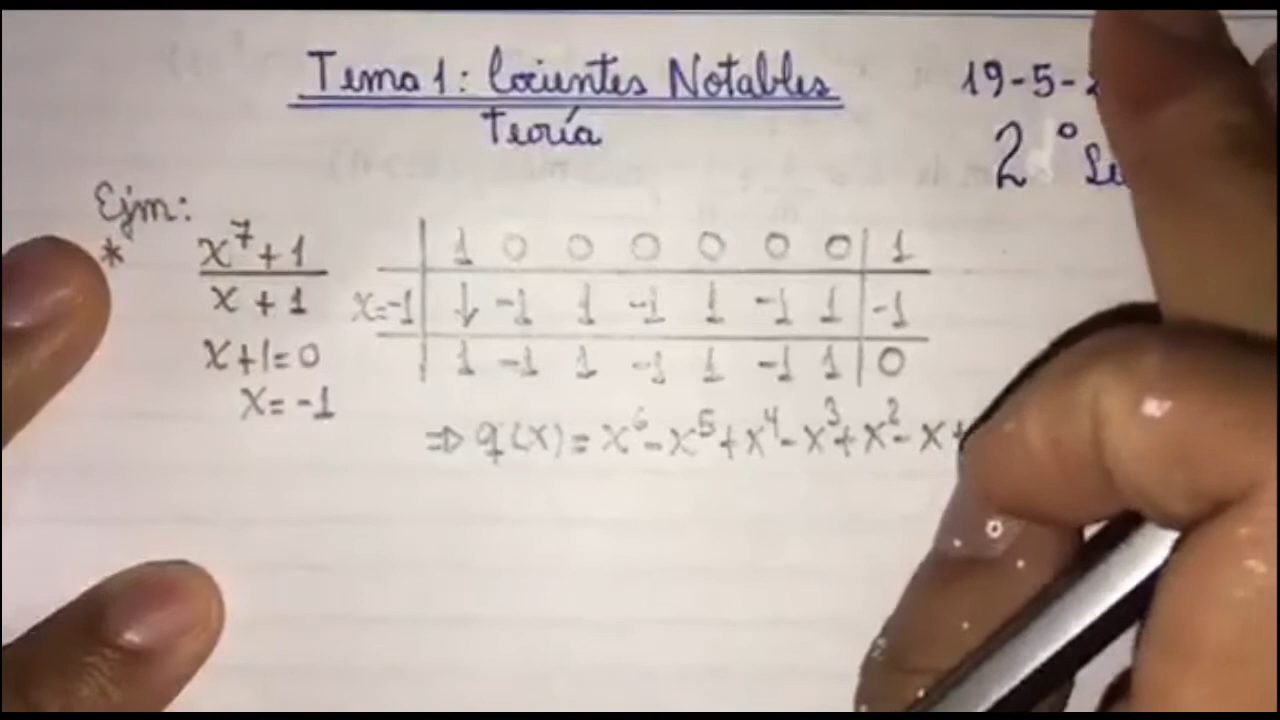 Tema 1: Cocientes Notables
Teoría
19-5-
2°
Ejm:
* x⁷+1
x+1
x+1=0
x=-1
1 0 0 0 0 0 0 1
x=-1 ↓ -1 1 -1 1 -1 1 -1
1 -1 1 -1 1 -1 1 0
⇒ q(x)= x⁶-x⁵+x⁴-x³+x²-x+